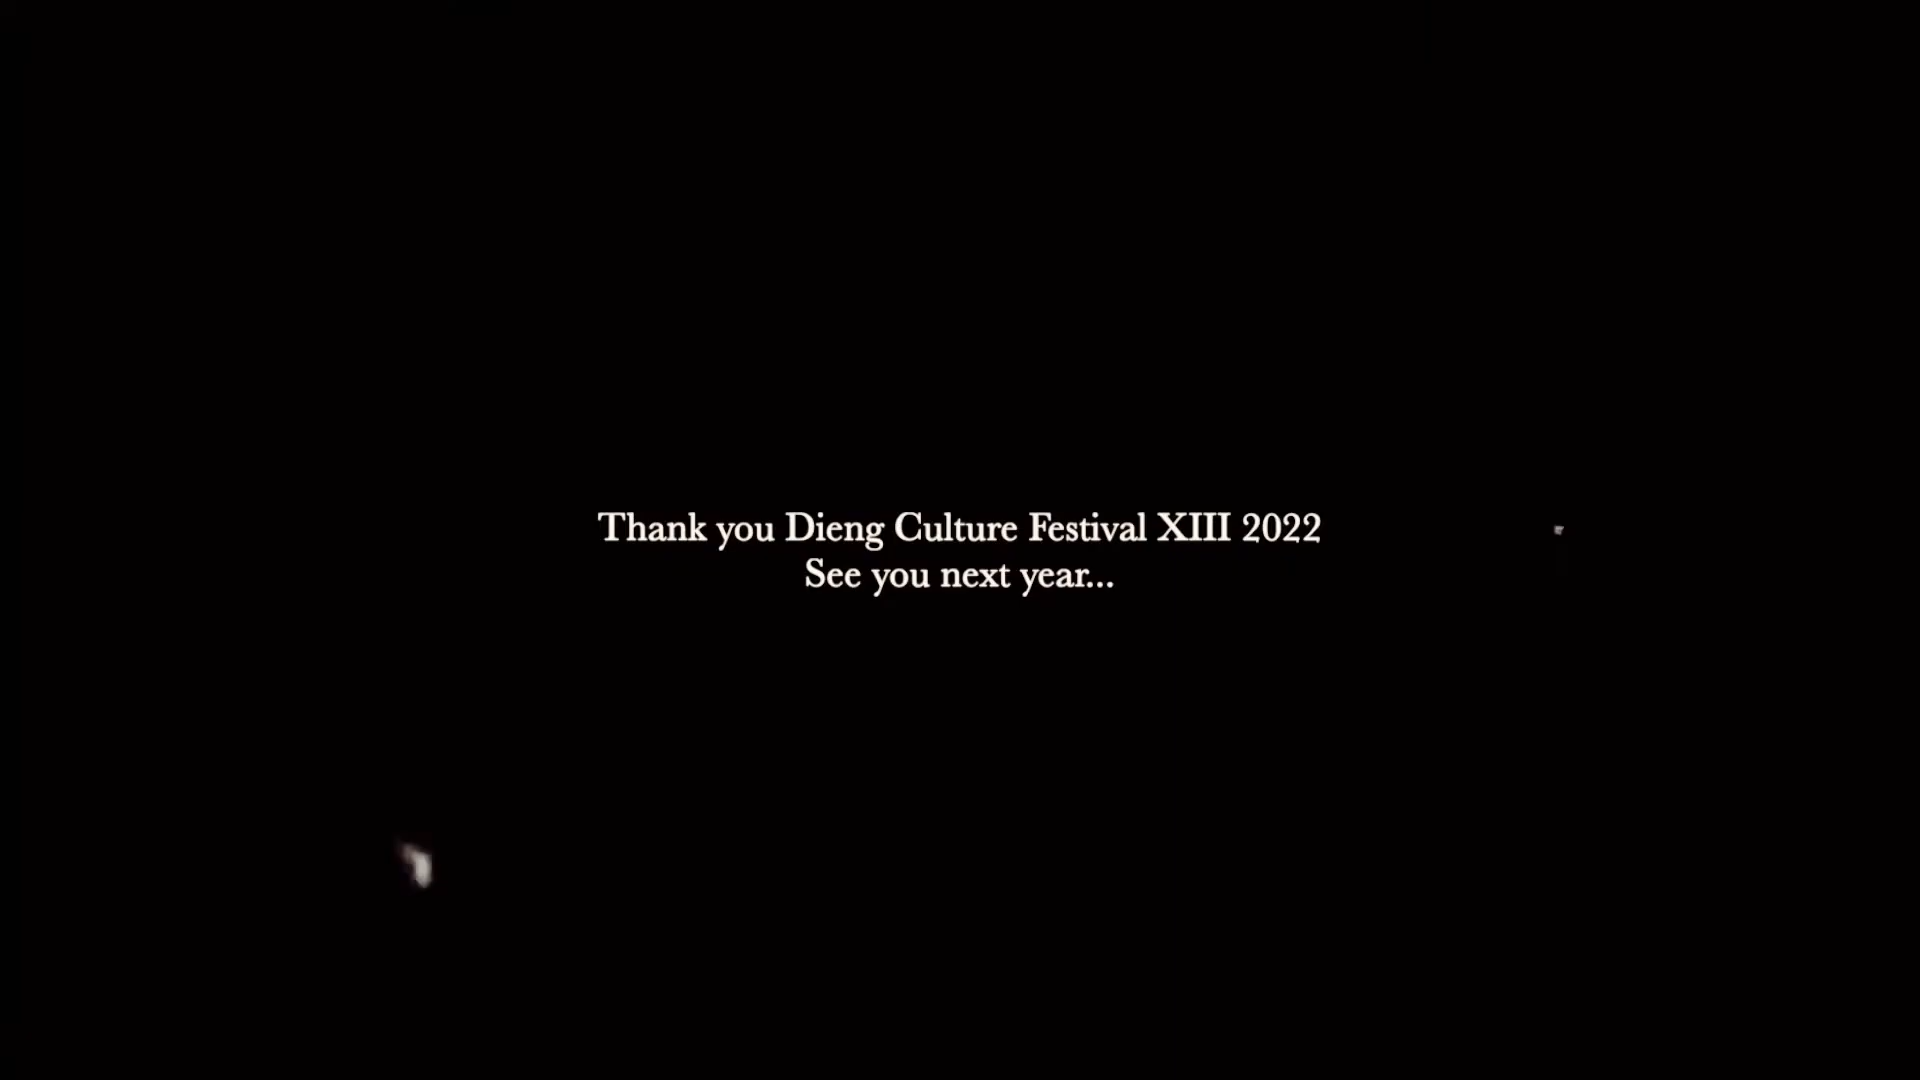 Thank you Dieng Culture Festival XIII 2022
See you next year...